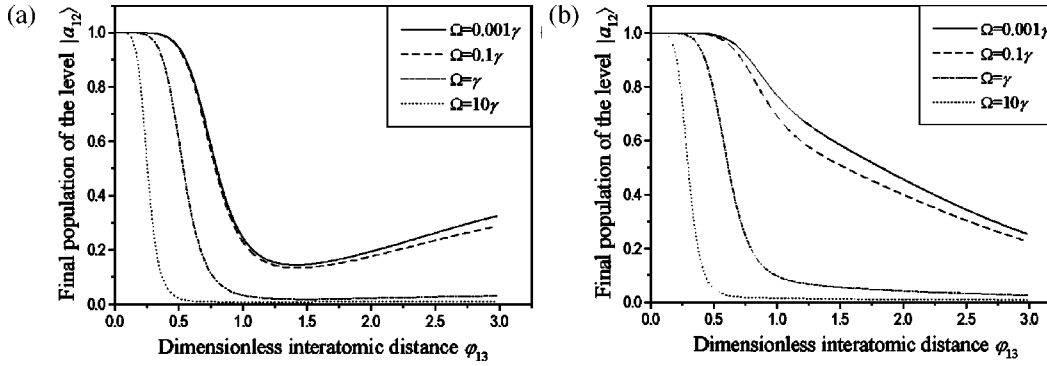 (a)
Final population of the level |a₁₂⟩
1.0
0.8
0.6
0.4
0.2
0.0
Ω=0.001γ
Ω=0.1γ
Ω=γ
Ω=10γ
0.0 0.5 1.0 1.5 2.0 2.5 3.0
Dimensionless interatomic distance φ₁₃
(b)
Final population of the level |a₁₂⟩
1.0
0.8
0.6
0.4
0.2
0.0
Ω=0.001γ
Ω=0.1γ
Ω=γ
Ω=10γ
0.0 0.5 1.0 1.5 2.0 2.5 3.0
Dimensionless interatomic distance φ₁₃